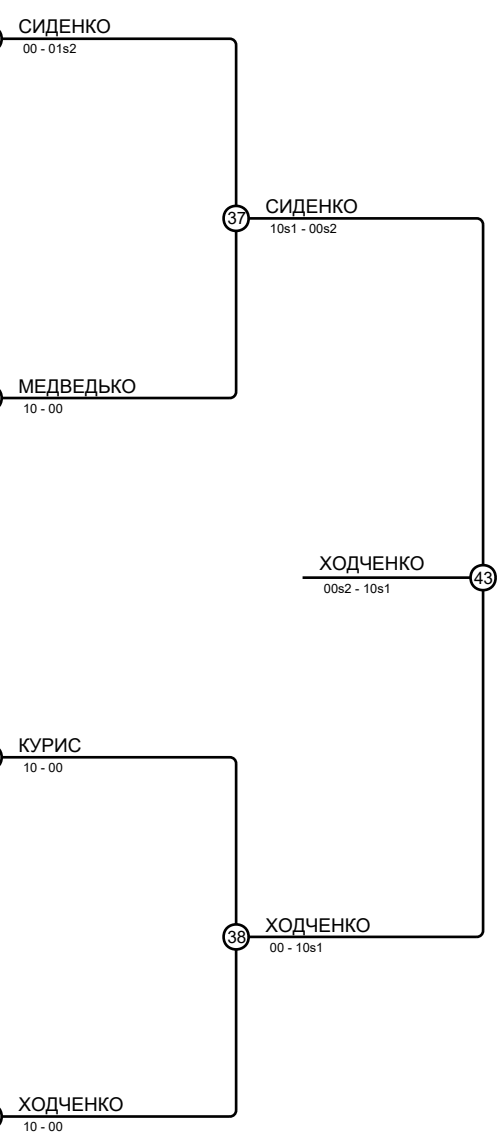 СИДЕНКО
00 - 01s2
37
СИДЕНКО
10s1 - 00s2
МЕДВЕДЬКО
10 - 00
ХОДЧЕНКО
43
00s2 - 10s1
КУРИС
10 - 00
38
ХОДЧЕНКО
00 - 10s1
ХОДЧЕНКО
10 - 00